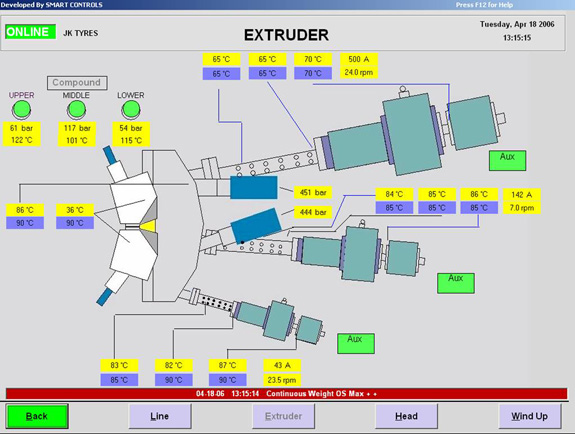 Developed By SMART CONTROLS
Press F12 for Help
ONLINE
JK TYRES
EXTRUDER
Tuesday, Apr 18 2006
13:15:15
65 °C 65 °C 70 °C 500 A
65 °C 65 °C 70 °C 24.0 rpm
Compound
UPPER MIDDLE LOWER
61 bar 117 bar 54 bar
122 °C 101 °C 115 °C
Aux
451 bar
444 bar
84 °C 85 °C 86 °C 142 A
85 °C 85 °C 85 °C 7.0 rpm
86 °C 36 °C
90 °C 90 °C
Aux
Aux
83 °C 82 °C 87 °C 43 A
85 °C 90 °C 90 °C 23.5 rpm
04-18-06 13:15:14 Continuous Weight OS Max + +
Back Line Extruder Head Wind Up